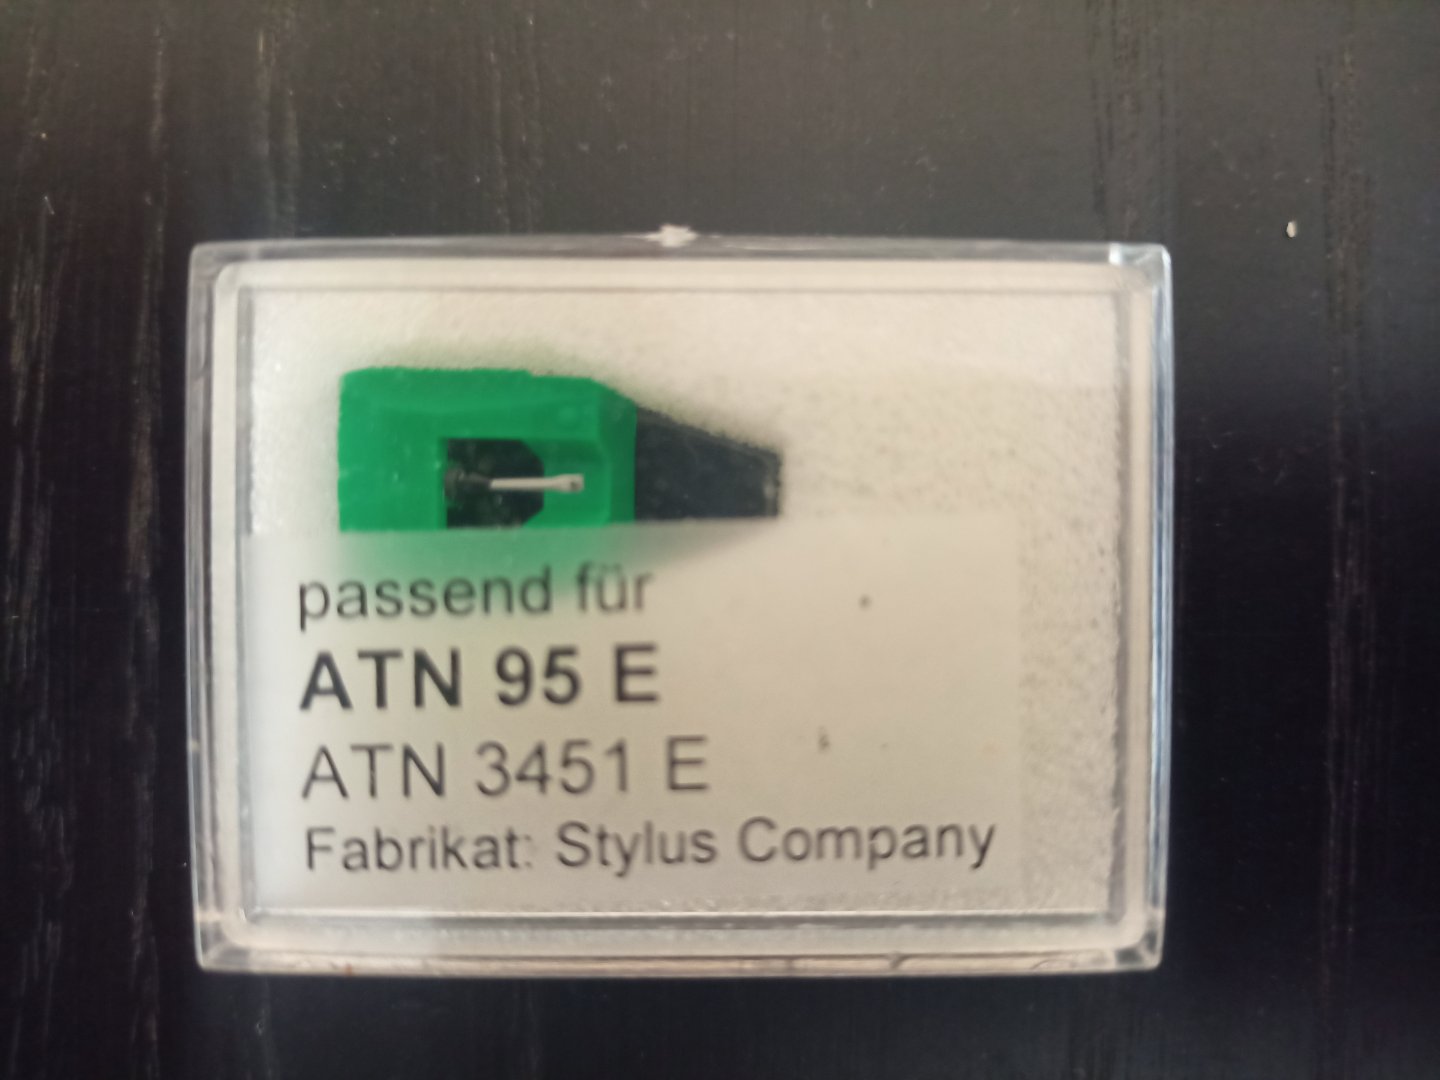 passend für
ATN 95 E
ATN 3451 E
Fabrikat: Stylus Company